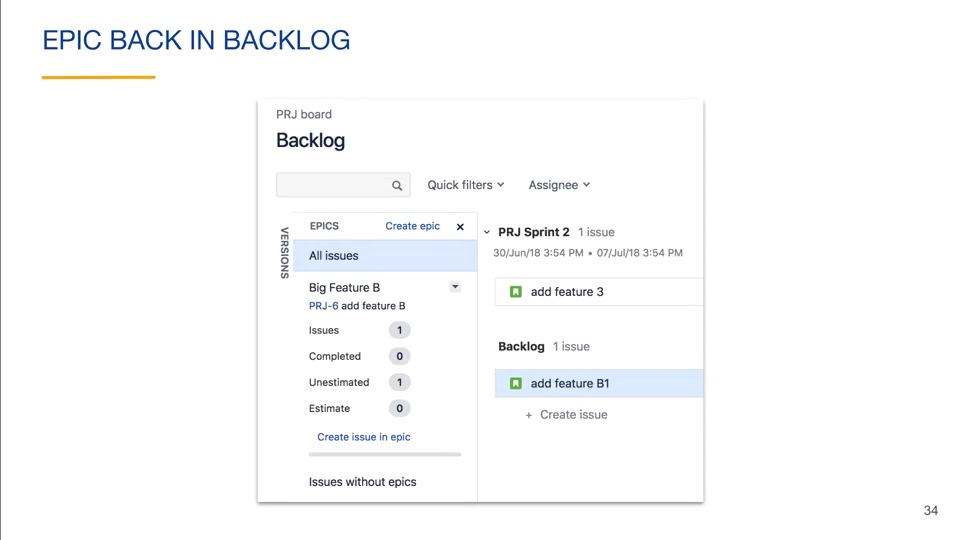 EPIC BACK IN BACKLOG
PRJ board
Backlog
Quick filters
Assignee
VERSIONS
EPICS
Create epic
All issues
Big Feature B
PRJ-6 add feature B
Issues 1
Completed 0
Unestimated 1
Estimate 0
Create issue in epic
Issues without epics
PRJ Sprint 2 1 issue
30/Jun/18 3:54 PM • 07/Jul/18 3:54 PM
add feature 3
Backlog 1 issue
add feature B1
+ Create issue
34